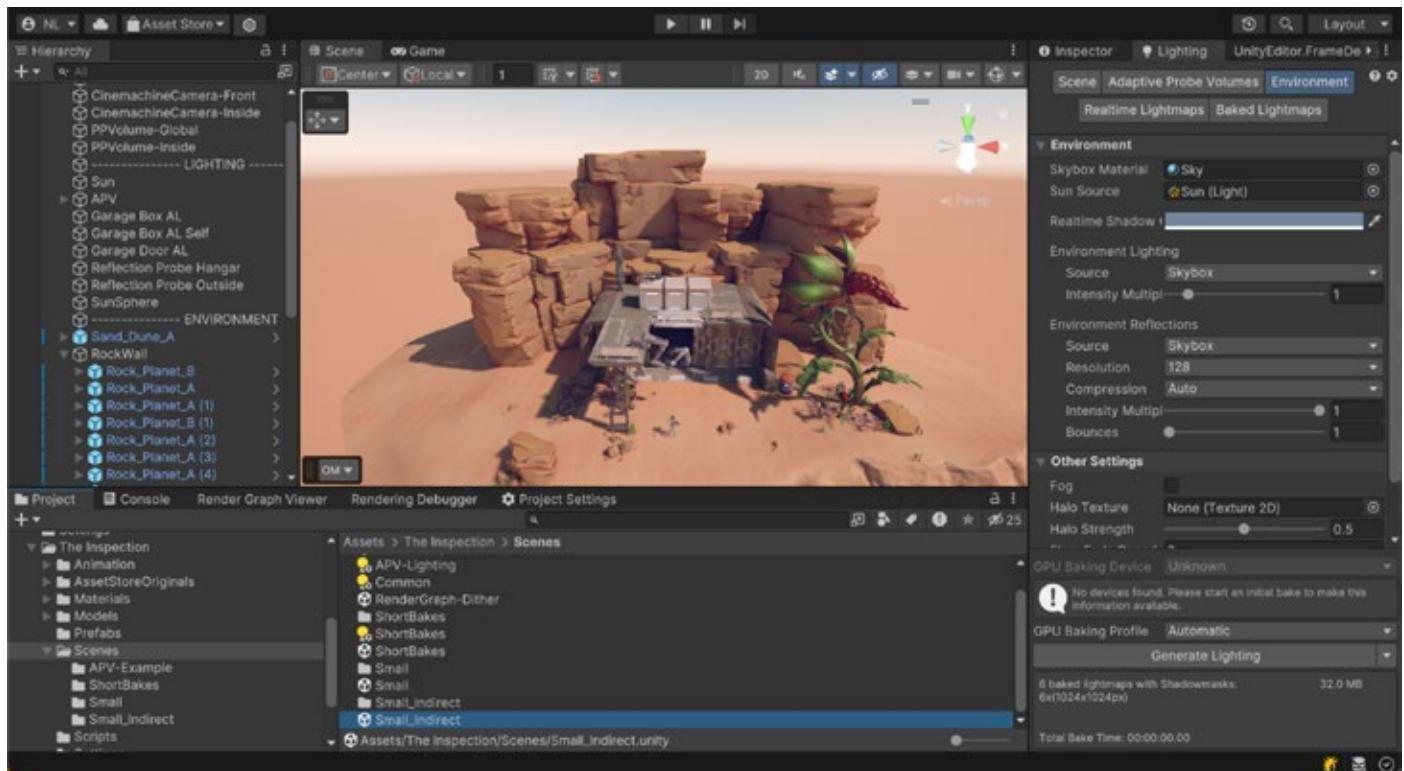 NL
Asset Store
Layout
Hierarchy
All
CinemachineCamera-Front
CinemachineCamera-Inside
PPVolume-Global
PPVolume-Inside
--------------- LIGHTING ------
Sun
APV
Garage Box AL
Garage Box AL Self
Garage Door AL
Reflection Probe Hangar
Reflection Probe Outside
SunSphere
--------------- ENVIRONMENT
Sand_Dune_A
RockWall
Rock_Planet_B
Rock_Planet_A
Rock_Planet_A (1)
Rock_Planet_B (1)
Rock_Planet_A (2)
Rock_Planet_A (3)
Rock_Planet_A (4)
Scene Game
Center Local 1 2D
y
Persp
OM
Inspector Lighting UnityEditor.FrameDe
Scene Adaptive Probe Volumes Environment
Realtime Lightmaps Baked Lightmaps
Environment
Skybox Material Sky
Sun Source Sun (Light)
Realtime Shadow
Environment Lighting
Source Skybox
Intensity Multipl 1
Environment Reflections
Source Skybox
Resolution 128
Compression Auto
Intensity Multipl 1
Bounces 1
Other Settings
Fog
Halo Texture None (Texture 2D)
Halo Strength 0.5
GPU Baking Device Unknown
No devices found. Please start an initial bake to make this
information available.
GPU Baking Profile Automatic
Generate Lighting
6 baked lightmaps with Shadowmasks: 32.0 MB
6x(1024x1024px)
Total Bake Time: 00:00:00.00
Project Console Render Graph Viewer Rendering Debugger Project Settings
25
The Inspection
Animation
AssetStoreOriginals
Materials
Models
Prefabs
Scenes
APV-Example
ShortBakes
Small
Small_Indirect
Scripts
Assets > The Inspection > Scenes
APV-Lighting
Common
RenderGraph-Dither
ShortBakes
ShortBakes
ShortBakes
Small
Small
Small_Indirect
Small_Indirect
Assets/The Inspection/Scenes/Small_Indirect.unity